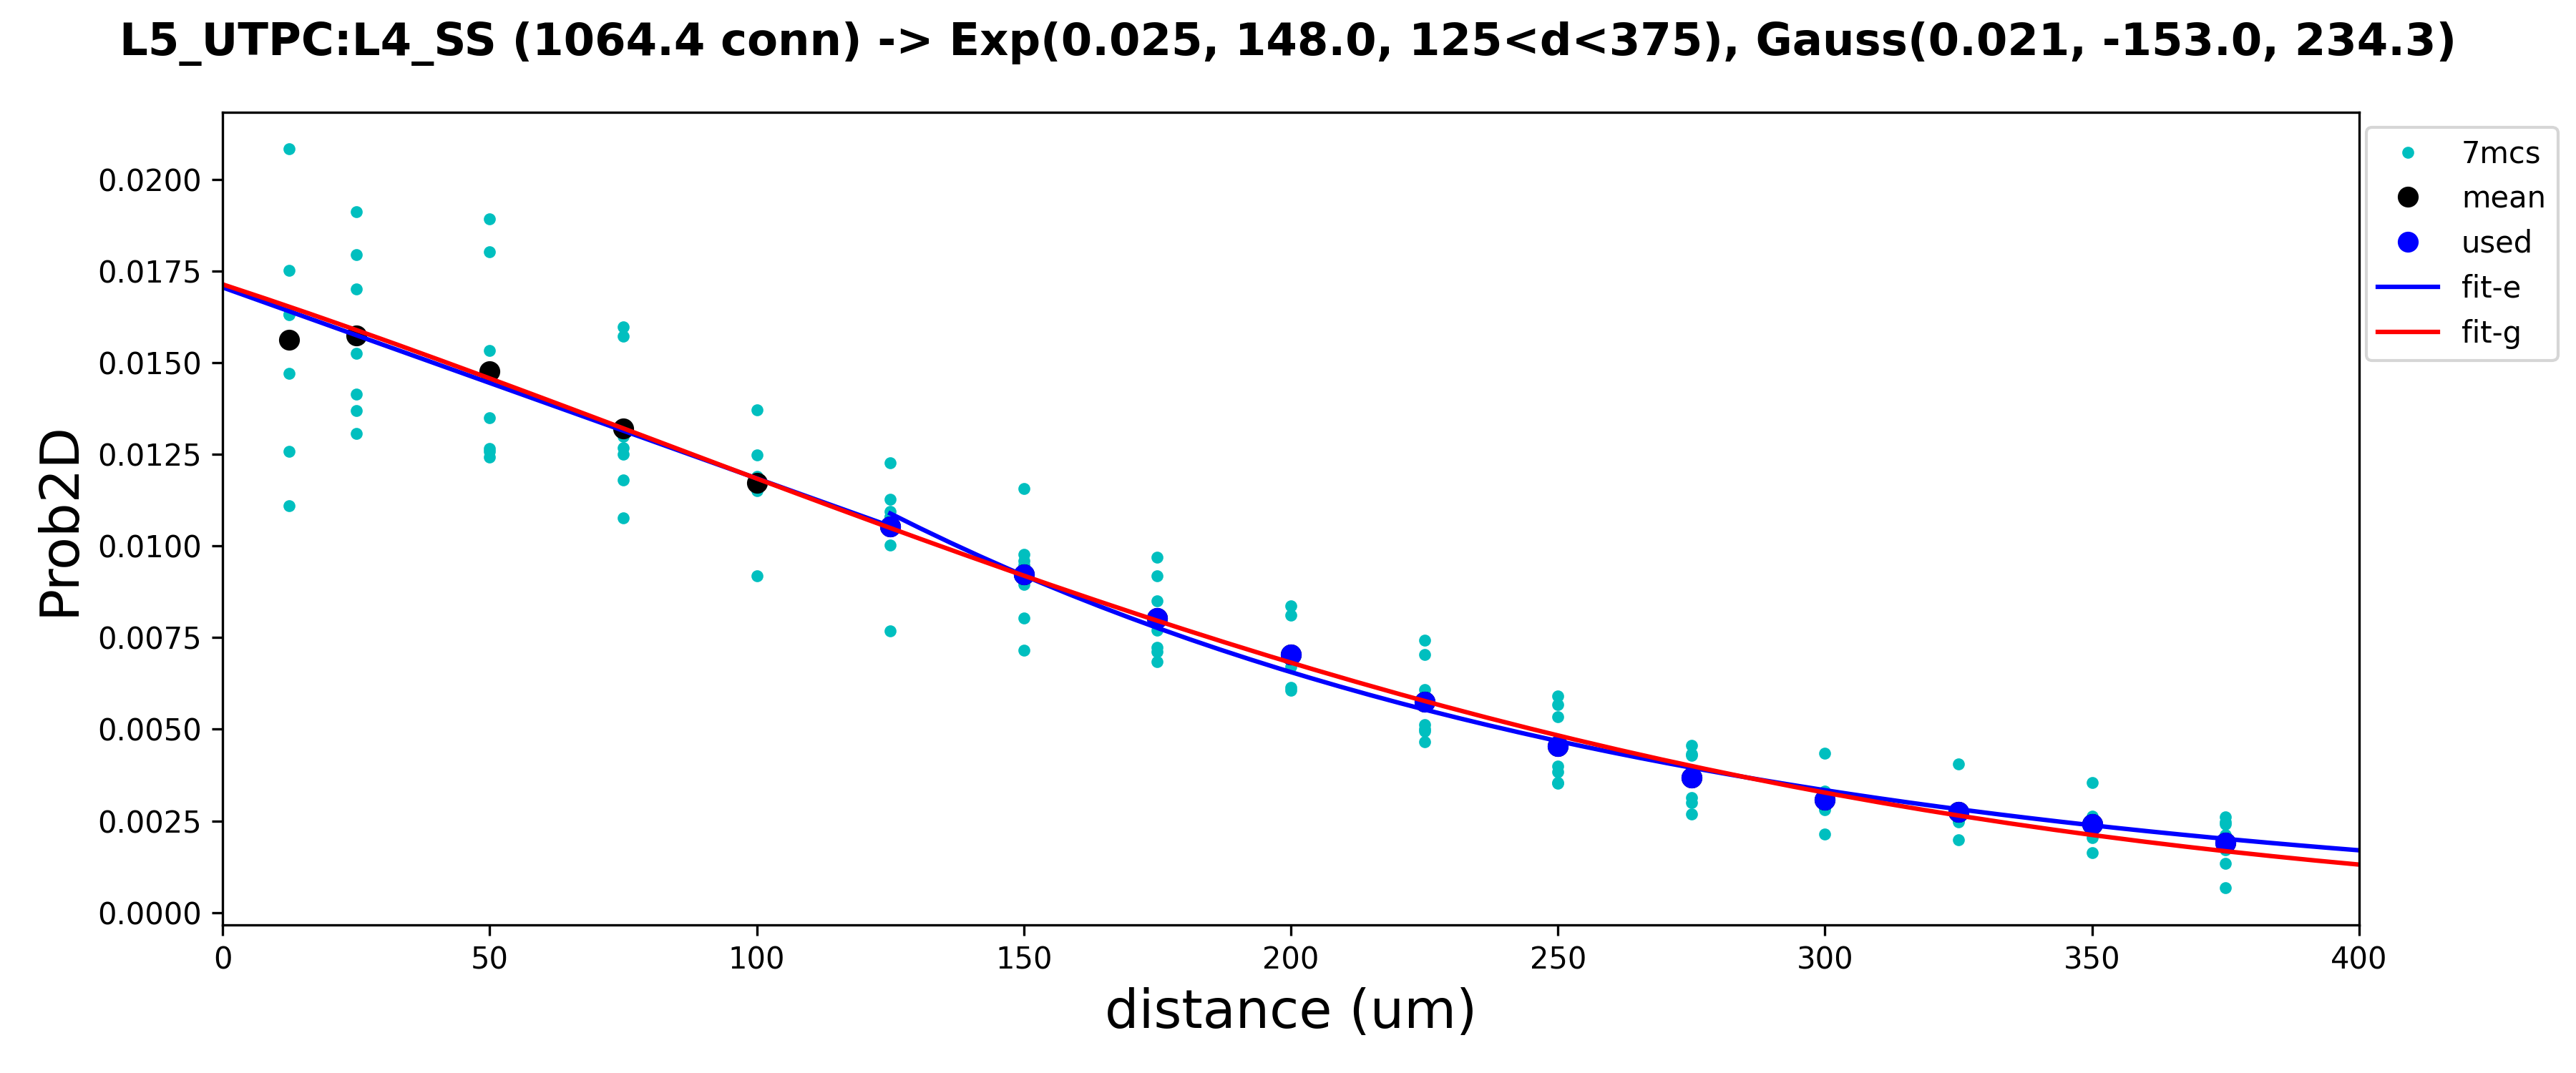 L5_UTPC:L4_SS (1064.4 conn) -> Exp(0.025, 148.0, 125<d<375), Gauss(0.021, -153.0, 234.3)
7mcs
mean
used
fit-e
fit-g
Prob2D
0.0200
0.0175
0.0150
0.0125
0.0100
0.0075
0.0050
0.0025
0.0000
0 50 100 150 200 250 300 350 400
distance (um)